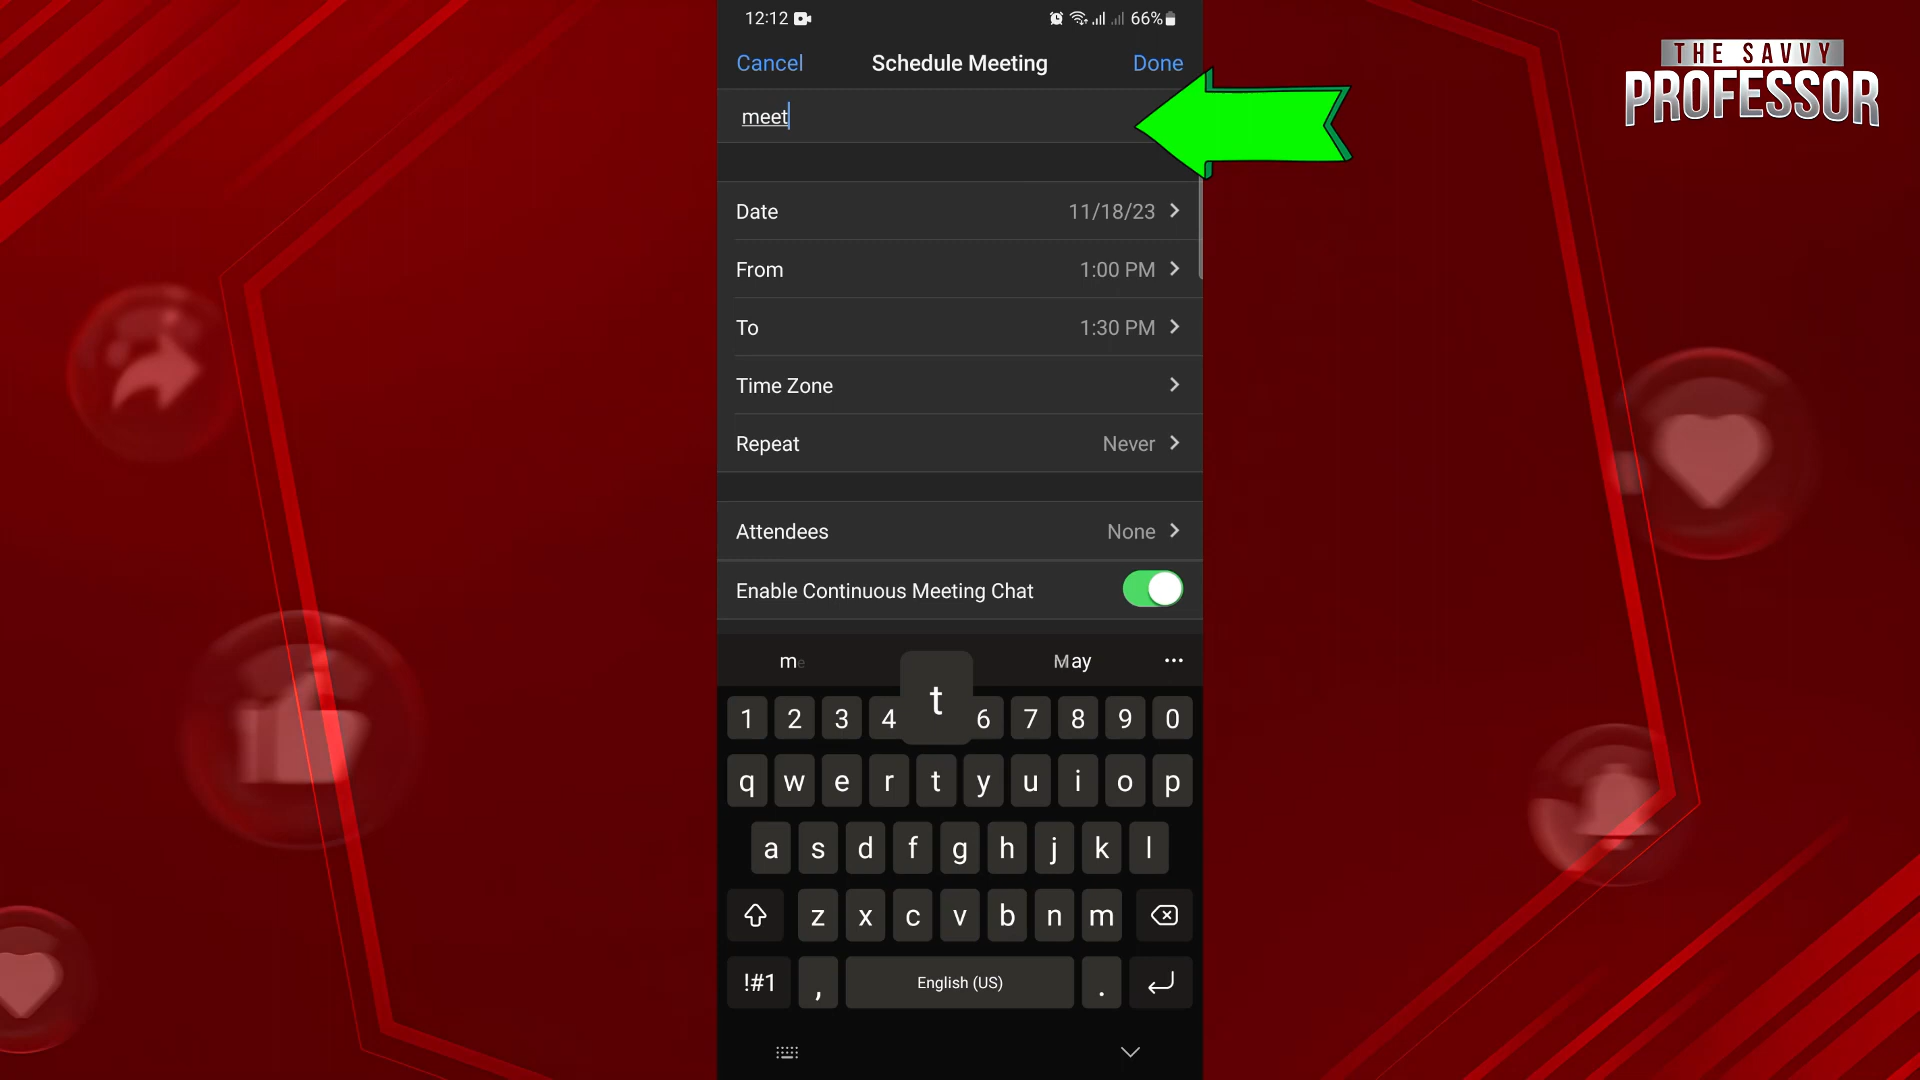 THE SAVVY
PROFESSOR
12:12 66%
Cancel Schedule Meeting Done
meet
Date 11/18/23
From 1:00 PM
To 1:30 PM
Time Zone
Repeat Never
Attendees None
Enable Continuous Meeting Chat
me May ...
t
1 2 3 4 6 7 8 9 0
q w e r t y u i o p
a s d f g h j k l
z x c v b n m
!#1 , English (US) .